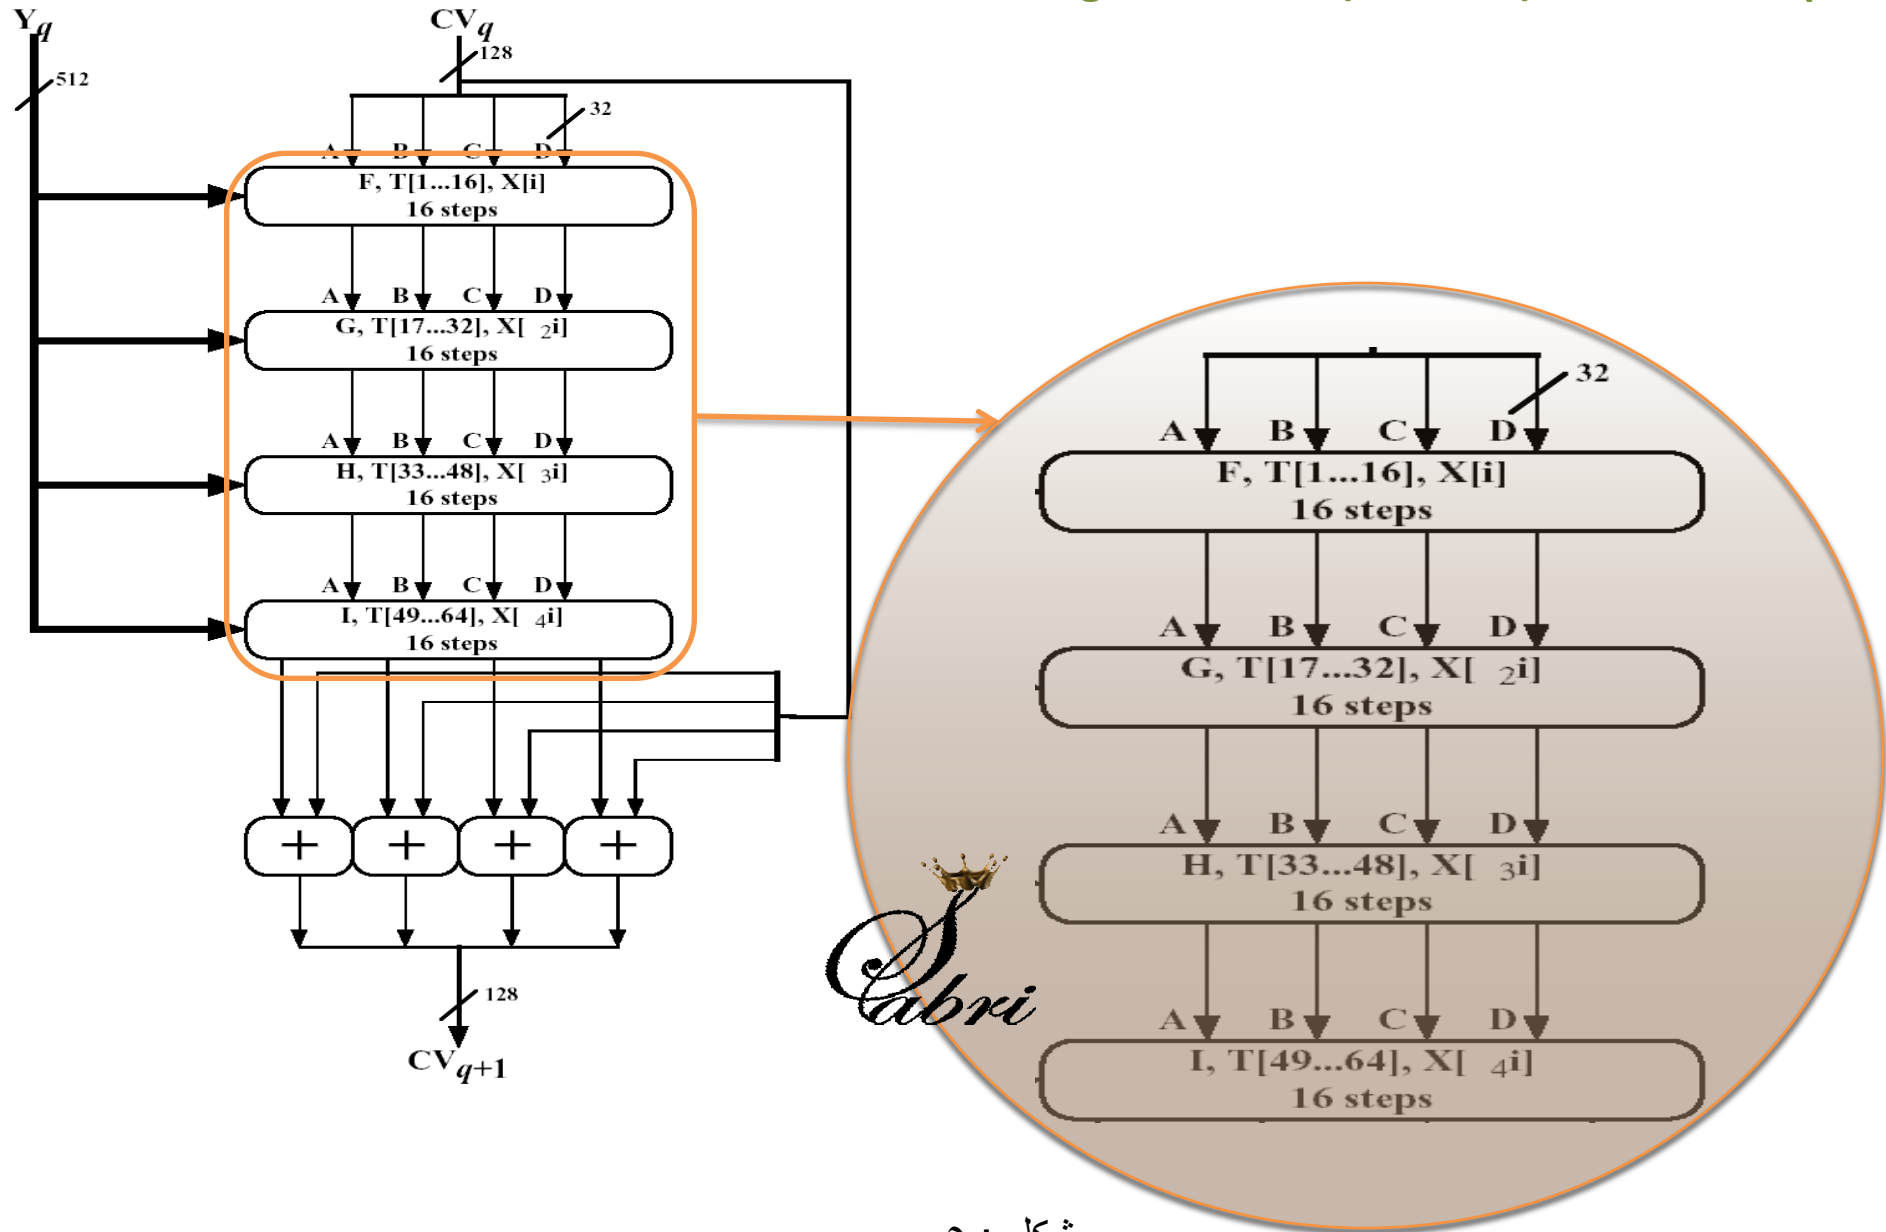 Yq
CVq
128
512
32
A B C D
F, T[1...16], X[i]
16 steps
A B C D
G, T[17...32], X[ 2i]
16 steps
A B C D
H, T[33...48], X[ 3i]
16 steps
A B C D
I, T[49...64], X[ 4i]
16 steps
+ + + +
128
CVq+1
32
A B C D
F, T[1...16], X[i]
16 steps
A B C D
G, T[17...32], X[ 2i]
16 steps
A B C D
H, T[33...48], X[ 3i]
16 steps
A B C D
I, T[49...64], X[ 4i]
16 steps
Sabri